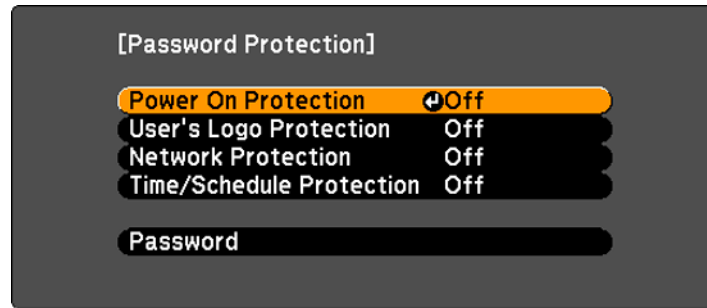 [Password Protection]
Power On Protection Off
User's Logo Protection Off
Network Protection Off
Time/Schedule Protection Off
Password